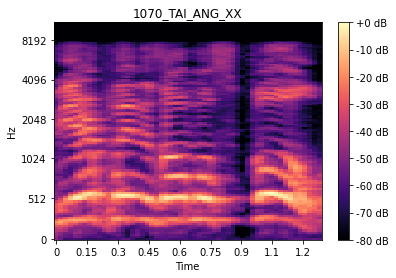 1070_TAI_ANG_XX
Hz
8192
4096
2048
1024
512
0
0 0.15 0.3 0.45 0.6 0.75 0.9 1.1 1.2
Time
+0 dB
-10 dB
-20 dB
-30 dB
-40 dB
-50 dB
-60 dB
-70 dB
-80 dB